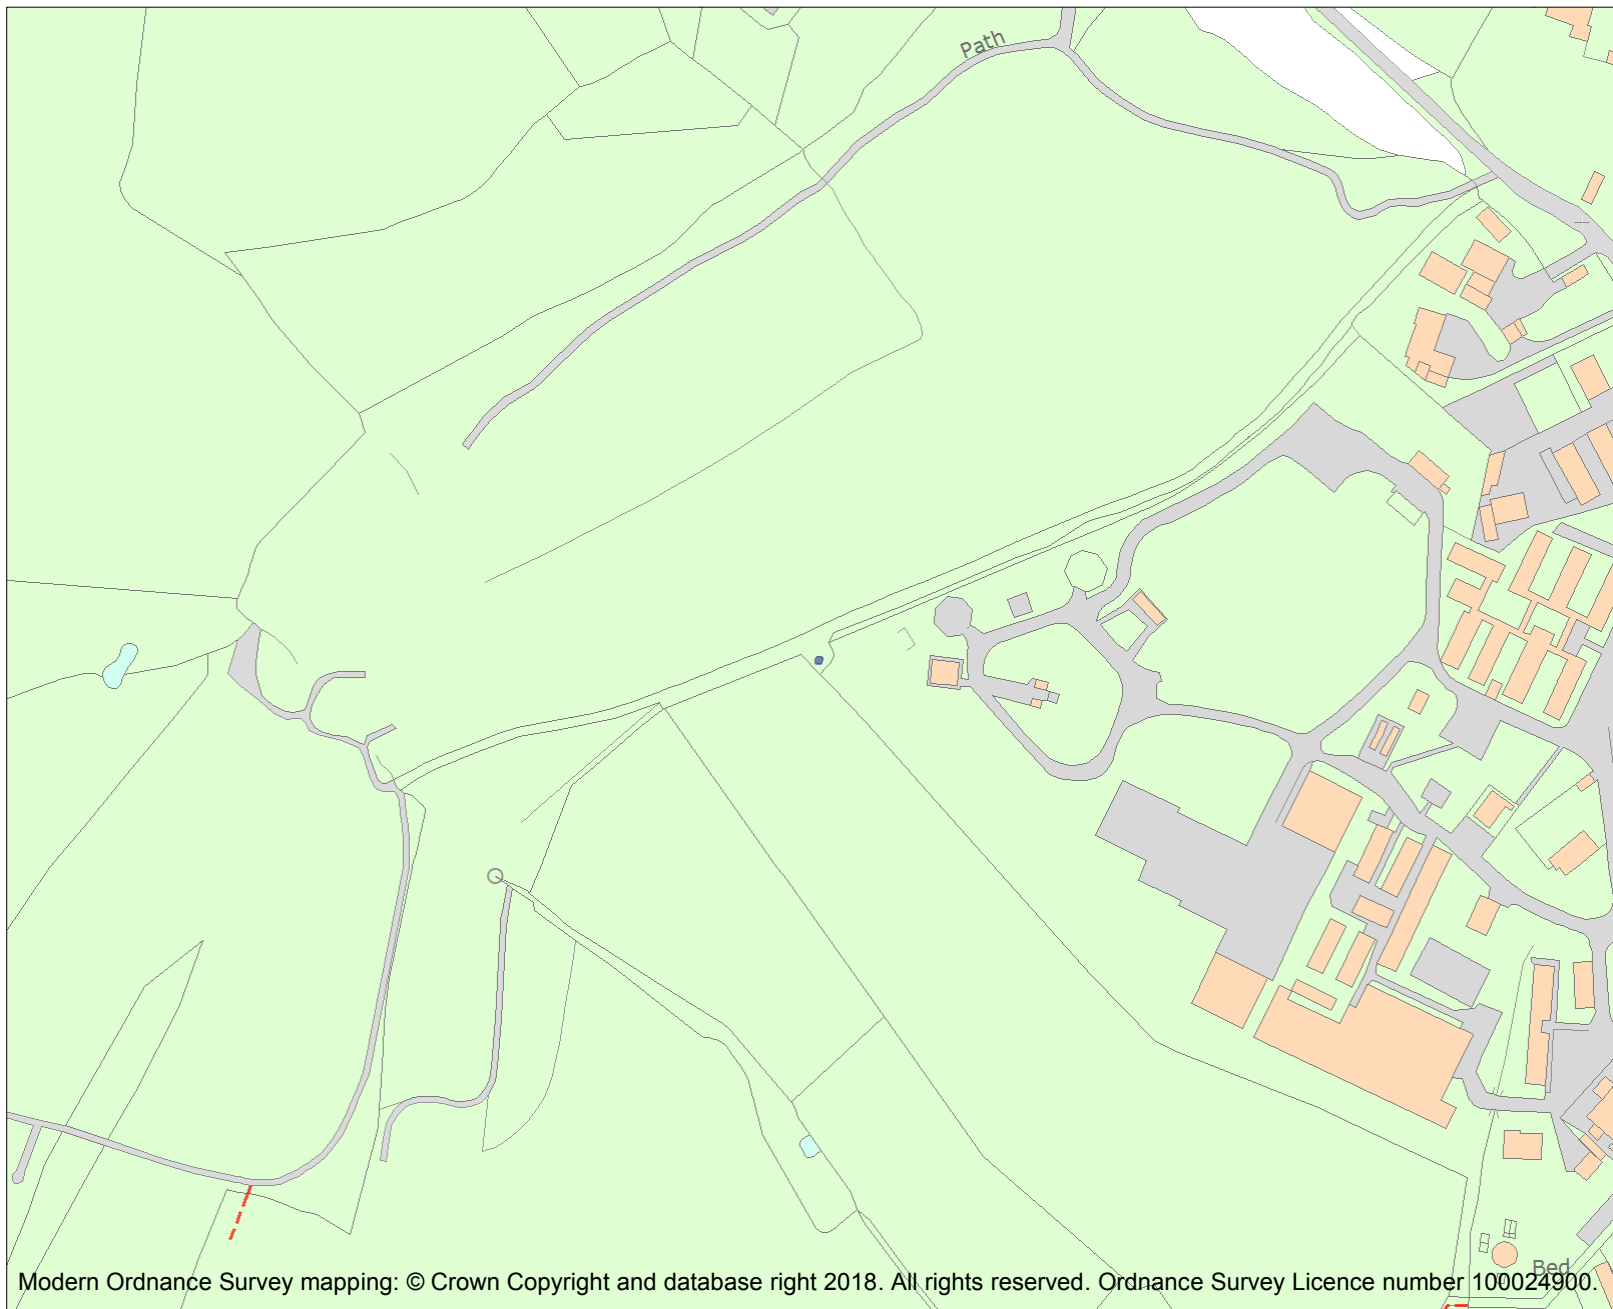 Path
Bed
Modern Ordnance Survey mapping: © Crown Copyright and database right 2018. All rights reserved. Ordnance Survey Licence number 100024900.